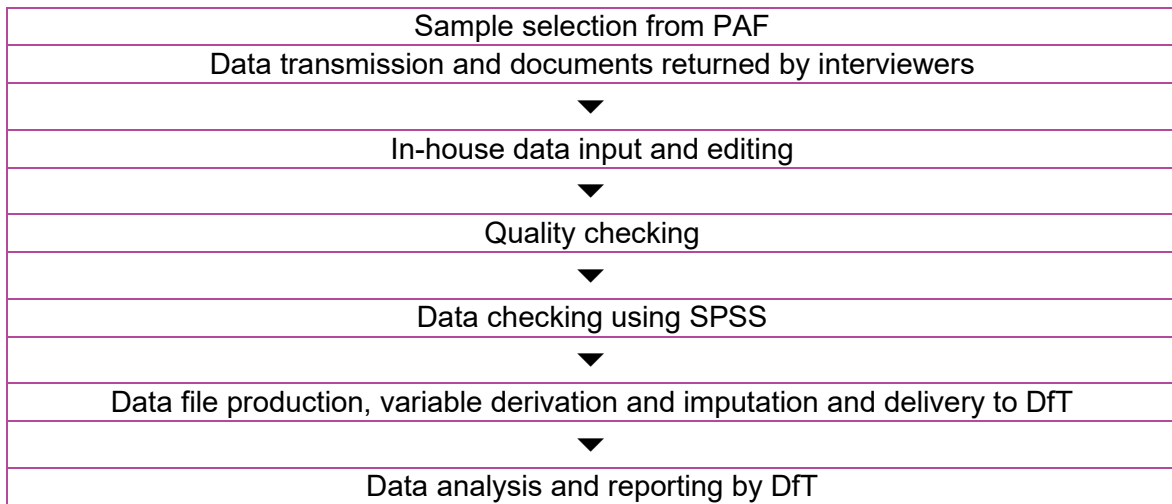 Sample selection from PAF
Data transmission and documents returned by interviewers
In-house data input and editing
Quality checking
Data checking using SPSS
Data file production, variable derivation and imputation and delivery to DfT
Data analysis and reporting by DfT